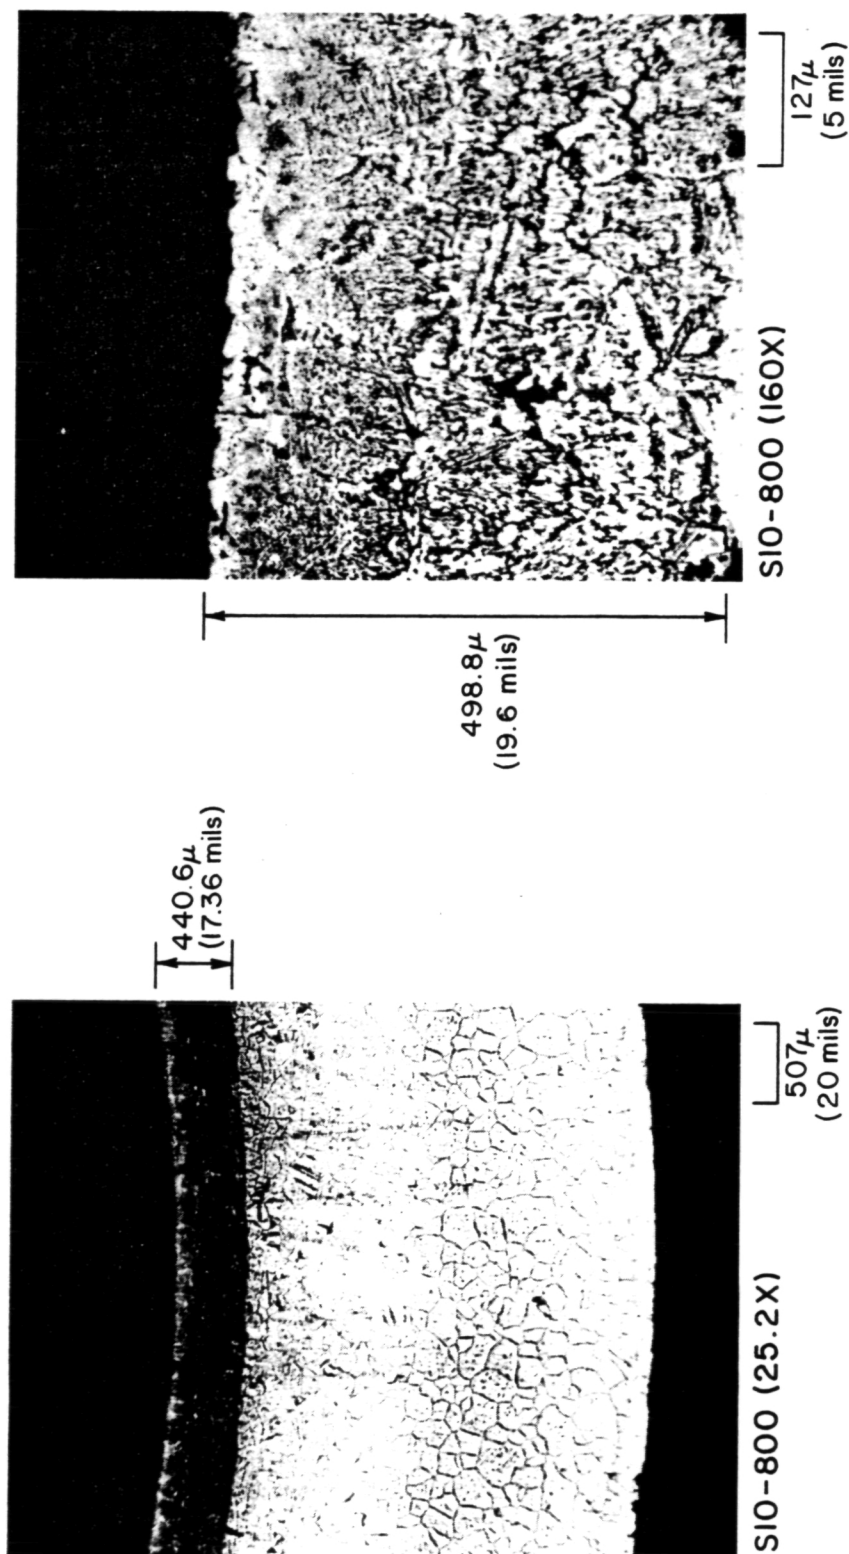 127μ
(5 mils)
S10-800 (160X)
498.8μ
(19.6 mils)
440.6μ
(17.36 mils)
507μ
(20 mils)
S10-800 (25.2X)